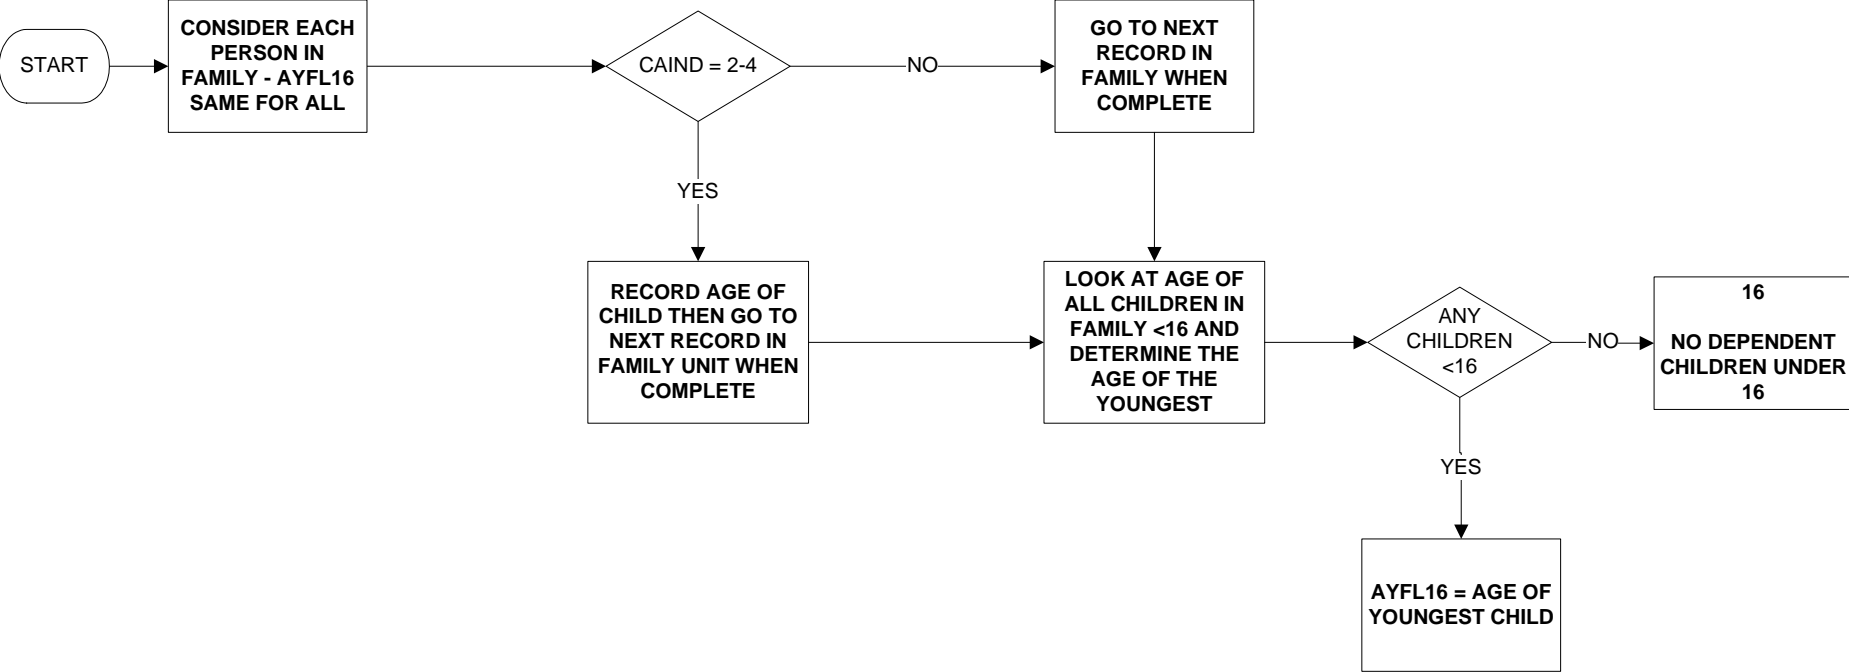 START
CONSIDER EACH
PERSON IN
FAMILY - AYFL16
SAME FOR ALL
CAIND = 2-4
NO
GO TO NEXT
RECORD IN
FAMILY WHEN
COMPLETE
YES
RECORD AGE OF
CHILD THEN GO TO
NEXT RECORD IN
FAMILY UNIT WHEN
COMPLETE
LOOK AT AGE OF
ALL CHILDREN IN
FAMILY <16 AND
DETERMINE THE
AGE OF THE
YOUNGEST
ANY
CHILDREN
<16
NO
16
NO DEPENDENT
CHILDREN UNDER
16
YES
AYFL16 = AGE OF
YOUNGEST CHILD